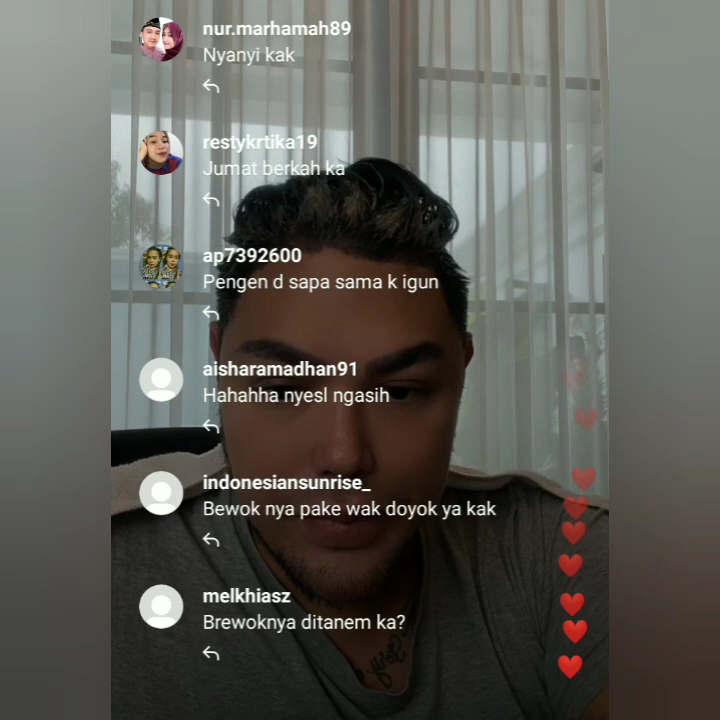 nur.marhamah89
Nyanyi kak
restykrtika19
Jumat berkah ka
ap7392600
Pengen d sapa sama k igun
aisharamadhan91
Hahahha nyesl ngasih
indonesiansunrise_
Bewok nya pake wak doyok ya kak
melkhiasz
Brewoknya ditanem ka?